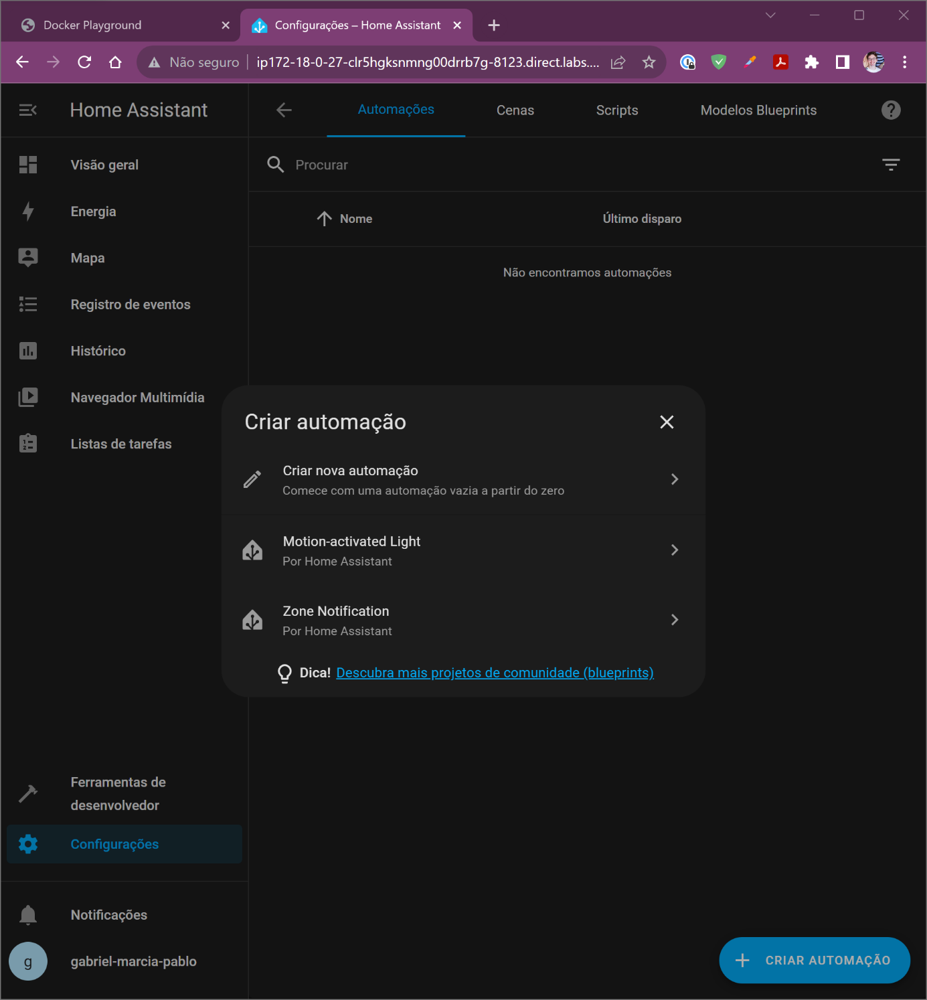 Docker Playground
Configurações – Home Assistant
Não seguro
ip172-18-0-27-clr5hgksnmng00drrb7g-8123.direct.labs....
Home Assistant
Automações
Cenas
Scripts
Modelos Blueprints
Visão geral
Energia
Mapa
Registro de eventos
Histórico
Navegador Multimídia
Listas de tarefas
Procurar
Nome
Último disparo
Não encontramos automações
Criar automação
Criar nova automação
Comece com uma automação vazia a partir do zero
Motion-activated Light
Por Home Assistant
Zone Notification
Por Home Assistant
Dica! Descubra mais projetos de comunidade (blueprints)
Ferramentas de
desenvolvedor
Configurações
Notificações
g
gabriel-marcia-pablo
CRIAR AUTOMAÇÃO